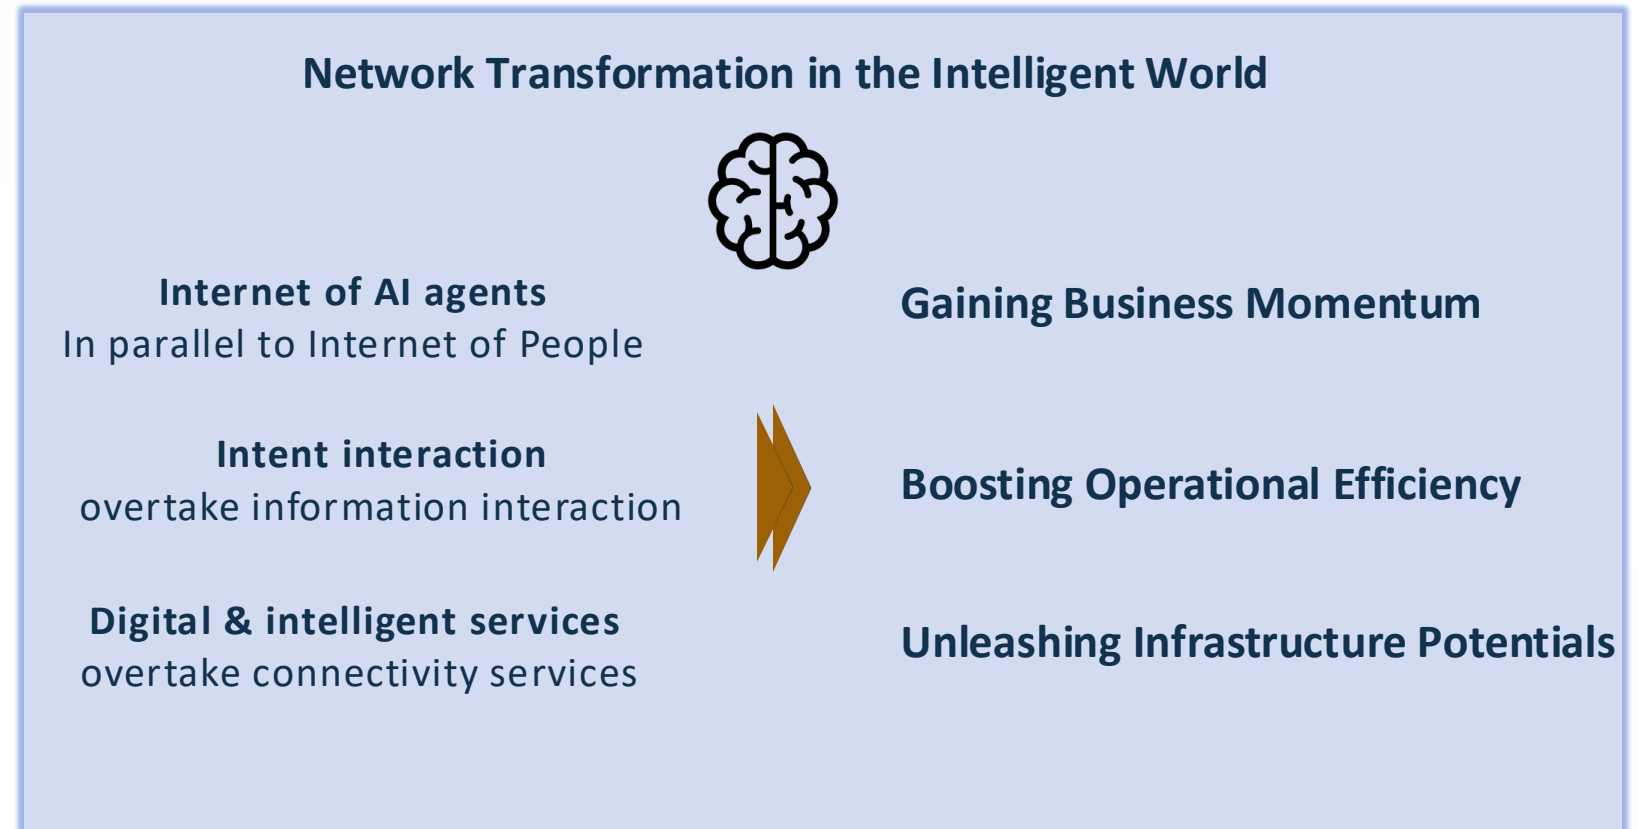 Network Transformation in the Intelligent World
Internet of AI agents
In parallel to Internet of People
Intent interaction
overtake information interaction
Digital & intelligent services
overtake connectivity services
Gaining Business Momentum
Boosting Operational Efficiency
Unleashing Infrastructure Potentials